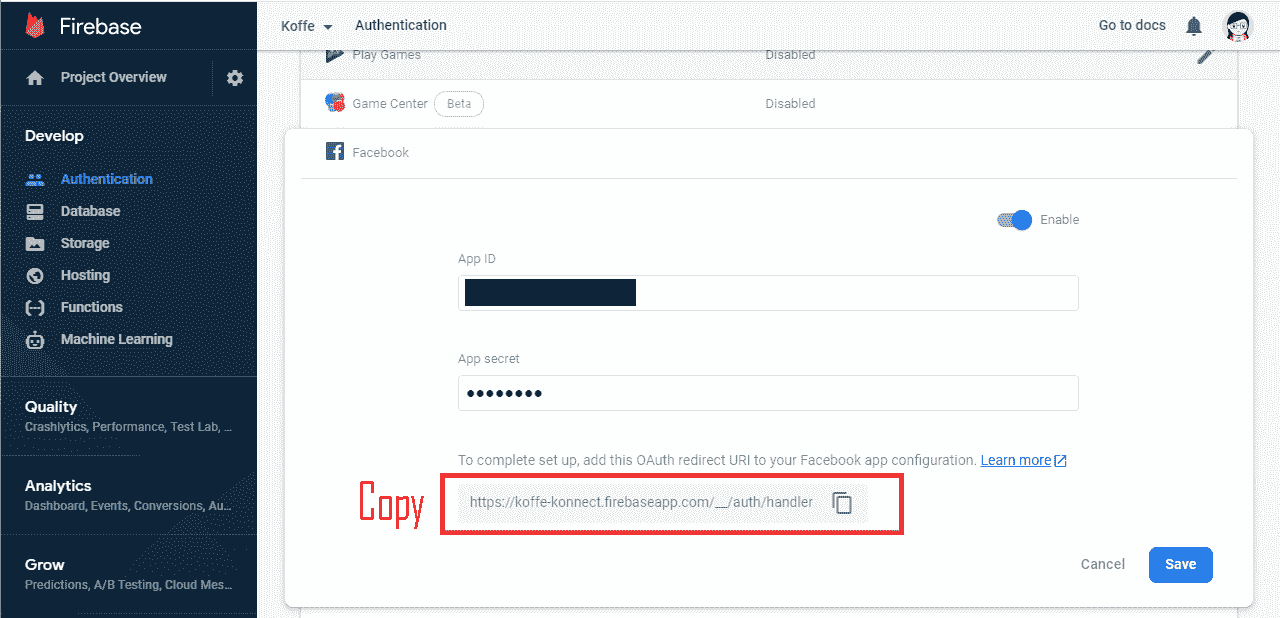 Firebase
Koffe
Authentication
Go to docs
Project Overview
Develop
Authentication
Database
Storage
Hosting
Functions
Machine Learning
Quality
Crashlytics, Performance, Test Lab, ...
Analytics
Dashboard, Events, Conversions, Au...
Grow
Predictions, A/B Testing, Cloud Mes...
Play Games Disabled
Game Center Beta Disabled
Facebook
Enable
App ID
App secret
••••••••
To complete set up, add this OAuth redirect URI to your Facebook app configuration. Learn more
Copy
https://koffe-konnect.firebaseapp.com/__/auth/handler
Cancel Save